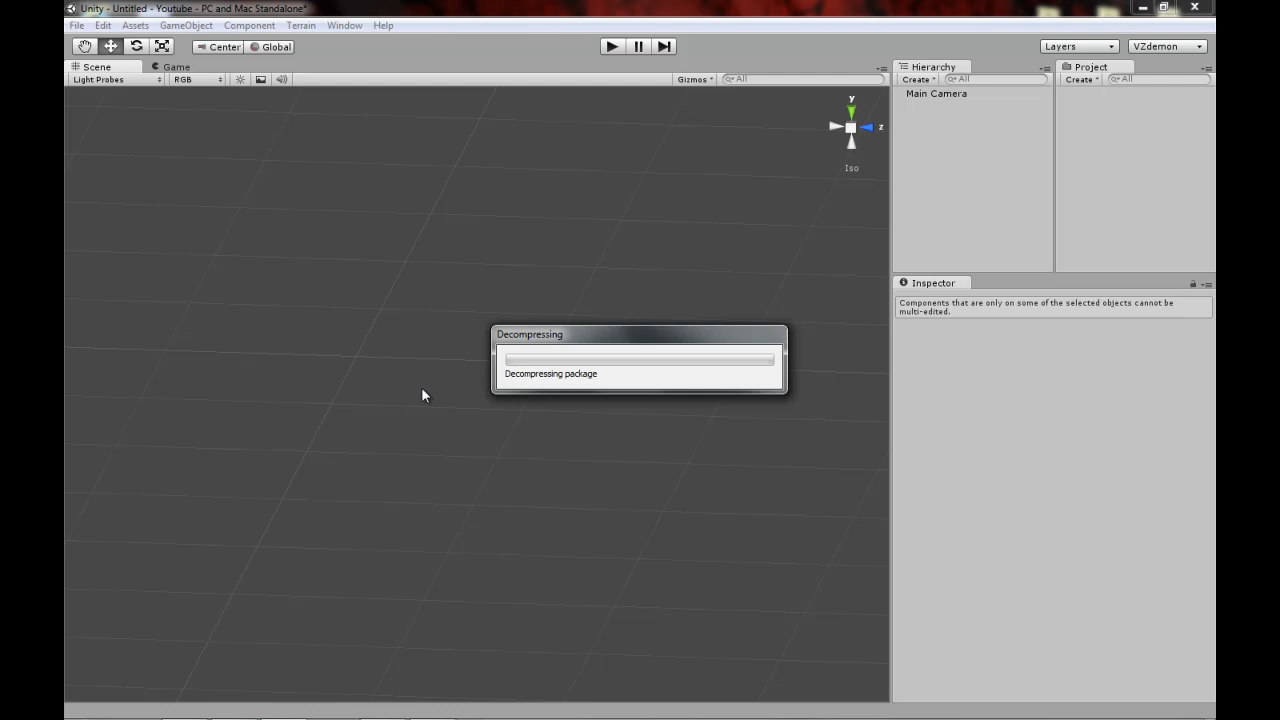 Unity - Untitled - Youtube - PC and Mac Standalone*
File Edit Assets GameObject Component Terrain Window Help
Center Global Layers VZdemon
Scene Game Hierarchy Project
Light Probes RGB Gizmos All Create All Create All
Main Camera
y
z
Iso
Inspector
Components that are only on some of the selected objects cannot be
multi-edited.
Decompressing
Decompressing package